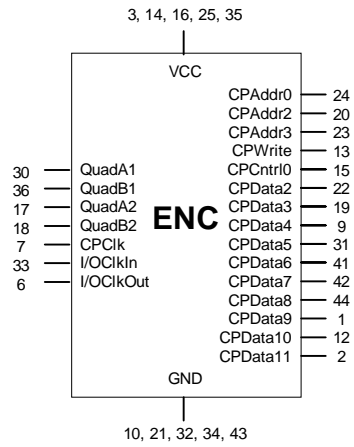 3, 14, 16, 25, 35
VCC
CPAddr0 24
CPAddr2 20
CPAddr3 23
CPWrite 13
CPCntrl0 15
CPData2 22
CPData3 19
CPData4 9
CPData5 31
CPData6 41
CPData7 42
CPData8 44
CPData9 1
CPData10 12
CPData11 2
30 QuadA1
36 QuadB1
17 QuadA2
18 QuadB2
7 CPClk
33 I/OClkIn
6 I/OClkOut
ENC
GND
10, 21, 32, 34, 43